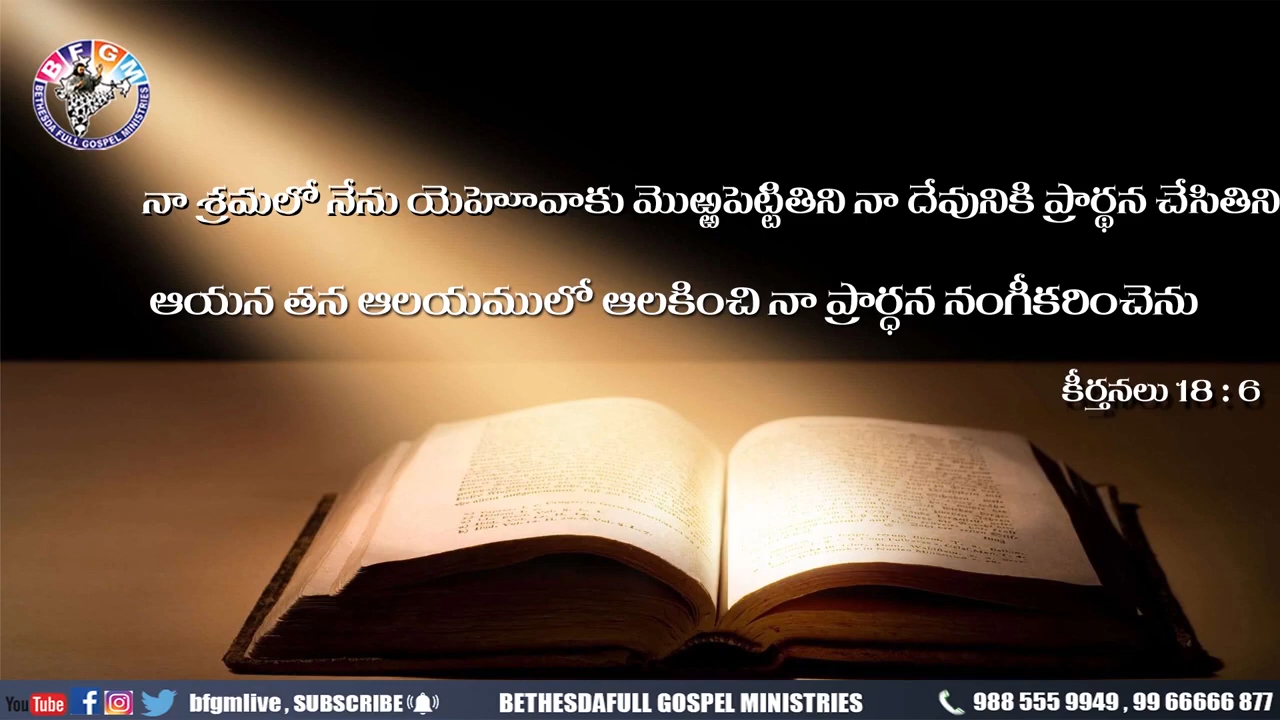 BFGM
BETHESDA FULL GOSPEL MINISTRIES
నా శ్రమలో నేను యెహెూవాకు మొఱ్ఱపెట్టితిని నా దేవునికి ప్రార్థన చేసితిని
ఆయన తన ఆలయములో ఆలకించి నా ప్రార్ధన నంగీకరించెను
కీర్తనలు 18 : 6
YouTube bfgmlive , SUBSCRIBE BETHESDAFULL GOSPEL MINISTRIES 988 555 9949 , 99 66666 877